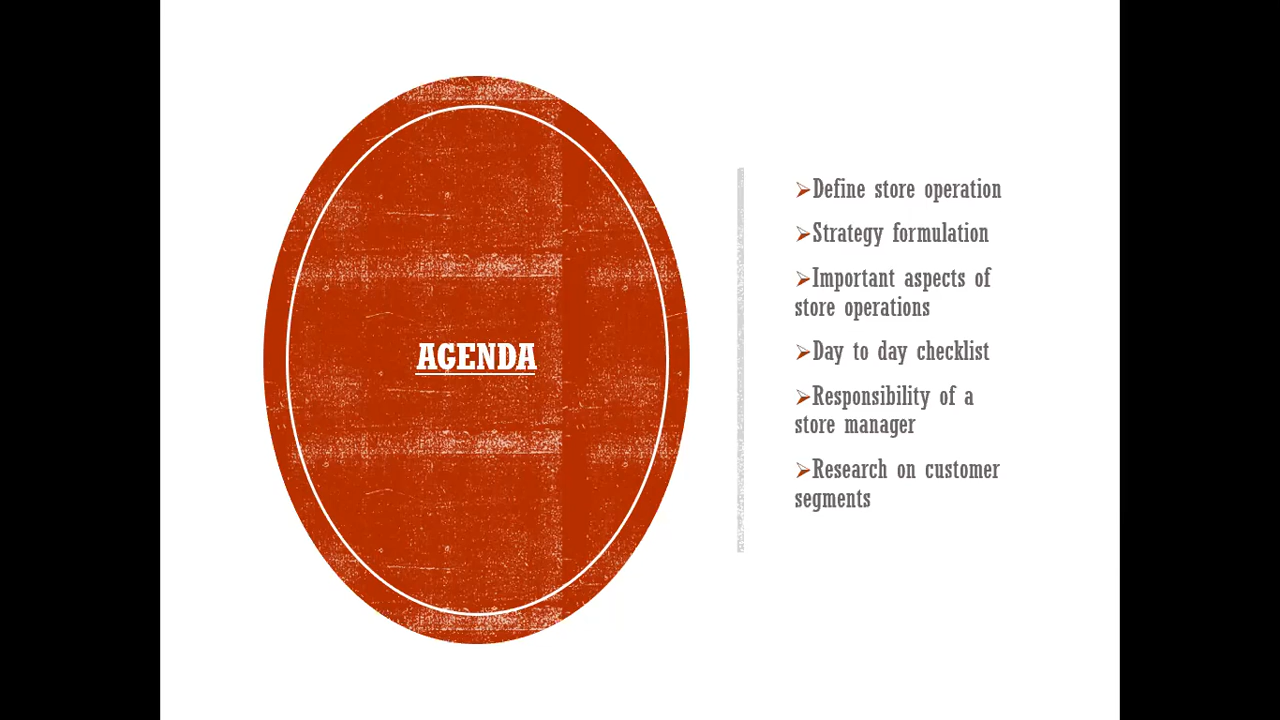 AGENDA
➢Define store operation
➢Strategy formulation
➢Important aspects of
store operations
➢Day to day checklist
➢Responsibility of a
store manager
➢Research on customer
segments